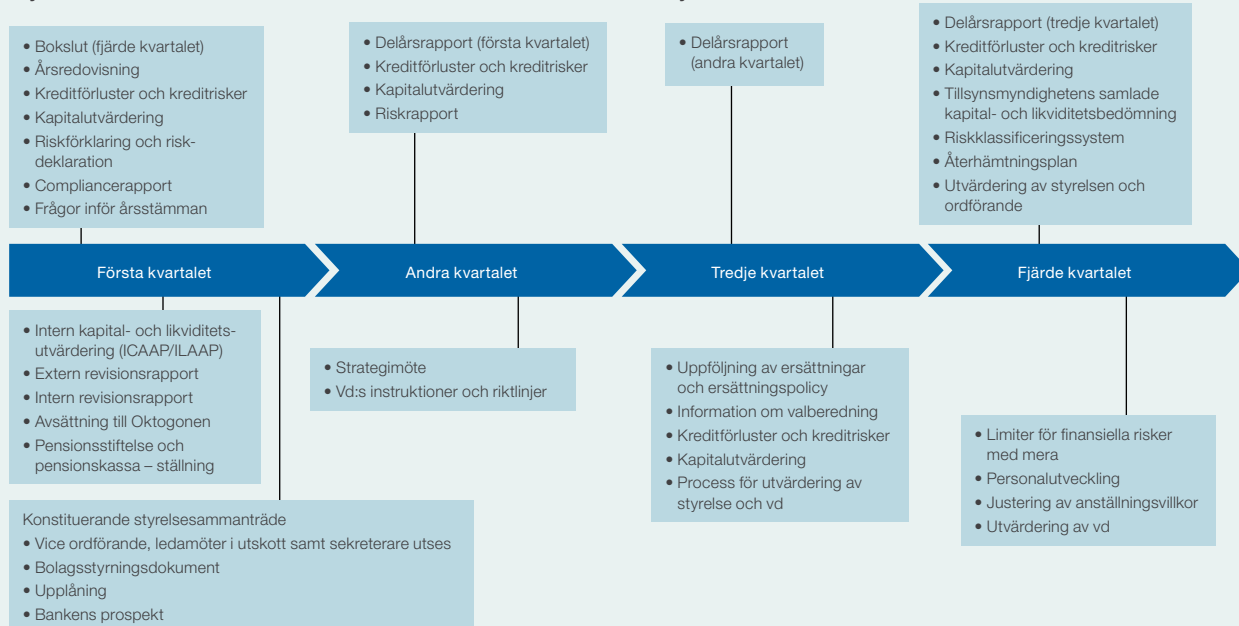 • Bokslut (fjärde kvartalet)
• Årsredovisning
• Kreditförluster och kreditrisker
• Kapitalutvärdering
• Riskförklaring och risk-
deklaration
• Compliancerapport
• Frågor inför årsstämman
• Delårsrapport (första kvartalet)
• Kreditförluster och kreditrisker
• Kapitalutvärdering
• Riskrapport
• Delårsrapport
(andra kvartalet)
• Delårsrapport (tredje kvartalet)
• Kreditförluster och kreditrisker
• Kapitalutvärdering
• Tillsynsmyndighetens samlade
kapital- och likviditetsbedömning
• Riskklassificeringssystem
• Återhämtningsplan
• Utvärdering av styrelsen och
ordförande
Första kvartalet
Andra kvartalet
Tredje kvartalet
Fjärde kvartalet
• Intern kapital- och likviditets-
utvärdering (ICAAP/ILAAP)
• Extern revisionsrapport
• Intern revisionsrapport
• Avsättning till Oktogonen
• Pensionsstiftelse och
pensionskassa – ställning
Konstituerande styrelsesammanträde
• Vice ordförande, ledamöter i utskott samt sekreterare utses
• Bolagsstyrningsdokument
• Upplåning
• Bankens prospekt
• Strategimöte
• Vd:s instruktioner och riktlinjer
• Uppföljning av ersättningar
och ersättningspolicy
• Information om valberedning
• Kreditförluster och kreditrisker
• Kapitalutvärdering
• Process för utvärdering av
styrelse och vd
• Limiter för finansiella risker
med mera
• Personalutveckling
• Justering av anställningsvillkor
• Utvärdering av vd